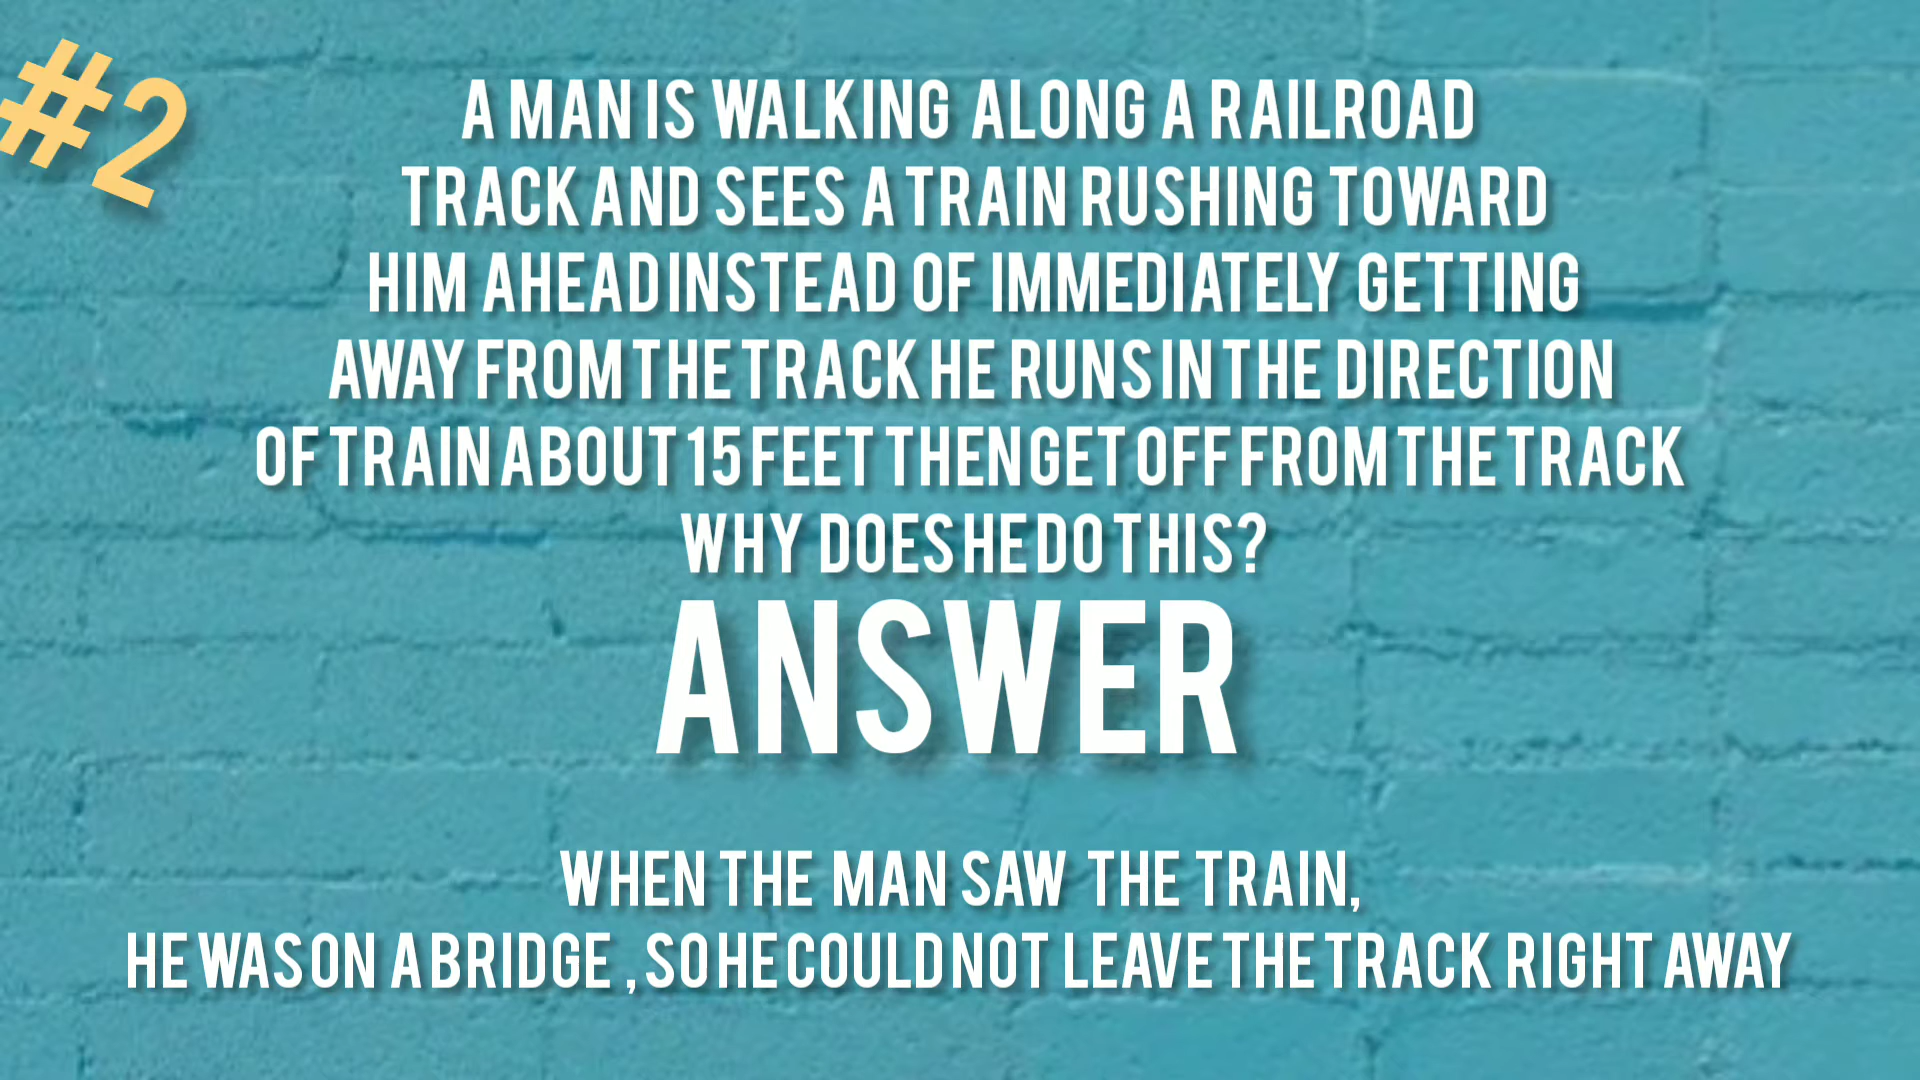 #2
A MAN IS WALKING ALONG A RAILROAD
TRACK AND SEES A TRAIN RUSHING TOWARD
HIM AHEAD INSTEAD OF IMMEDIATELY GETTING
AWAY FROM THE TRACK HE RUNS IN THE DIRECTION
OF TRAIN ABOUT 15 FEET THEN GET OFF FROM THE TRACK
WHY DOES HE DO THIS?
ANSWER
WHEN THE MAN SAW THE TRAIN,
HE WAS ON A BRIDGE , SO HE COULD NOT LEAVE THE TRACK RIGHT AWAY